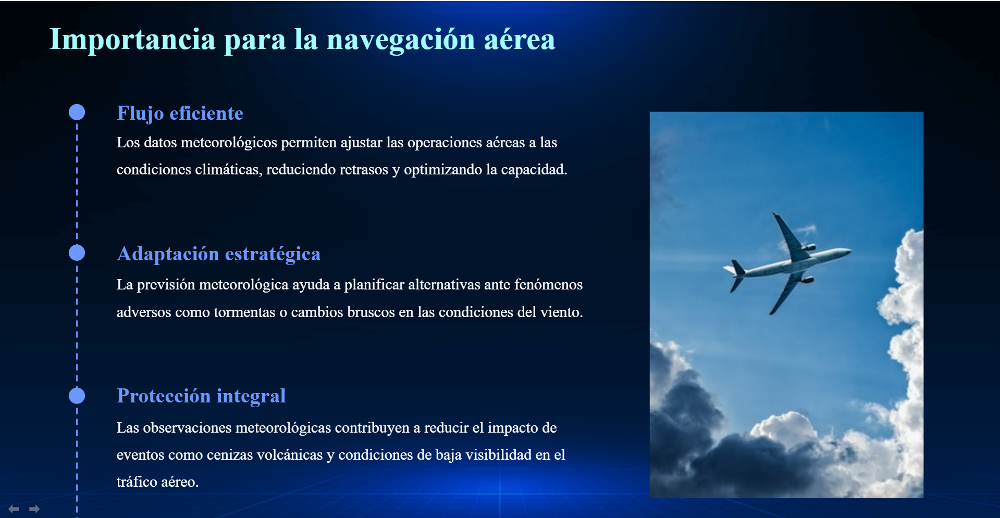 Importancia para la navegación aérea
Flujo eficiente
Los datos meteorológicos permiten ajustar las operaciones aéreas a las
condiciones climáticas, reduciendo retrasos y optimizando la capacidad.
Adaptación estratégica
La previsión meteorológica ayuda a planificar alternativas ante fenómenos
adversos como tormentas o cambios bruscos en las condiciones del viento.
Protección integral
Las observaciones meteorológicas contribuyen a reducir el impacto de
eventos como cenizas volcánicas y condiciones de baja visibilidad en el
tráfico aéreo.